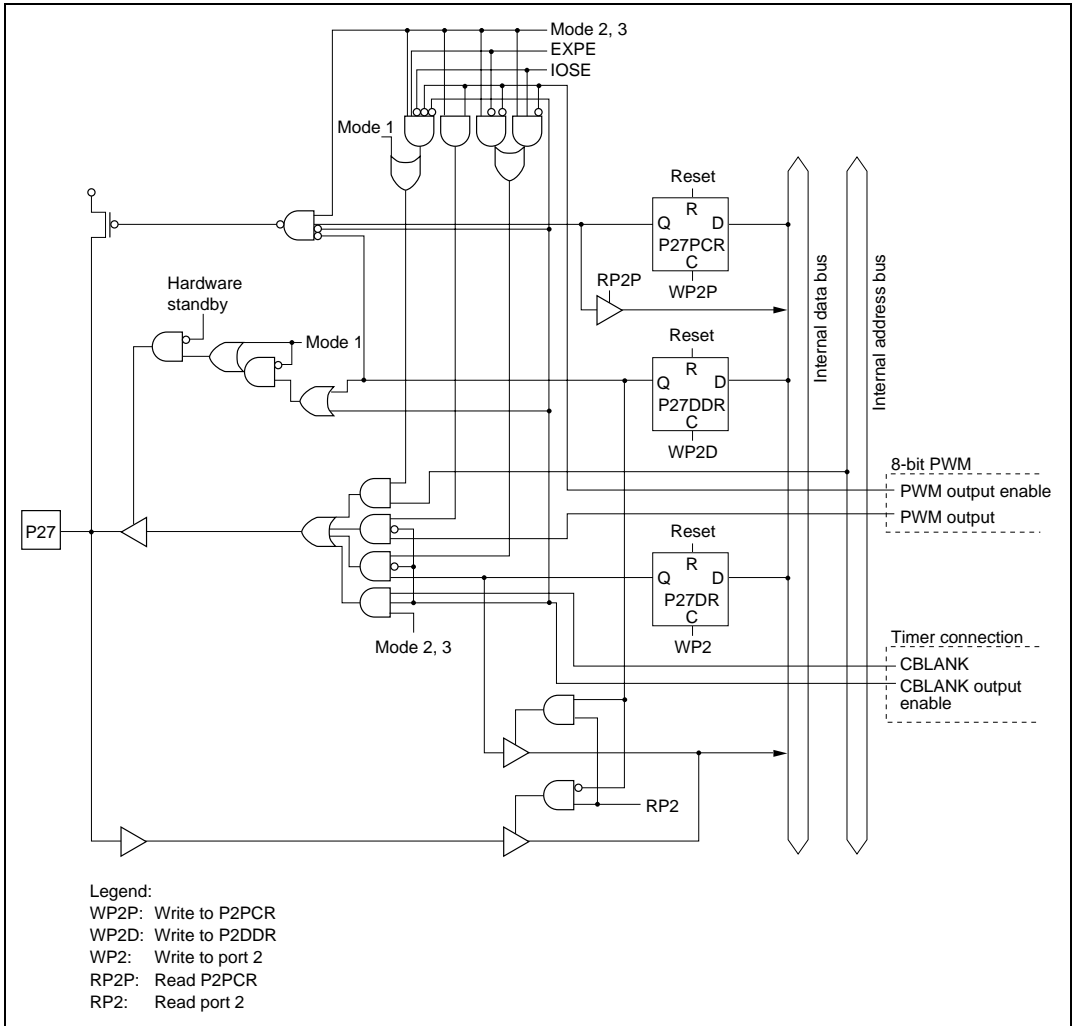 Mode 2, 3
EXPE
IOSE
Mode 1
Reset
R
Q
D
P27PCR
C
WP2P
RP2P
Hardware
standby
Mode 1
Internal data bus
Internal address bus
Reset
R
Q
D
P27DDR
C
WP2D
8-bit PWM
PWM output enable
PWM output
P27
Reset
R
Q
D
P27DR
C
WP2
Mode 2, 3
Timer connection
CBLANK
CBLANK output
enable
RP2
Legend:
WP2P: Write to P2PCR
WP2D: Write to P2DDR
WP2: Write to port 2
RP2P: Read P2PCR
RP2: Read port 2